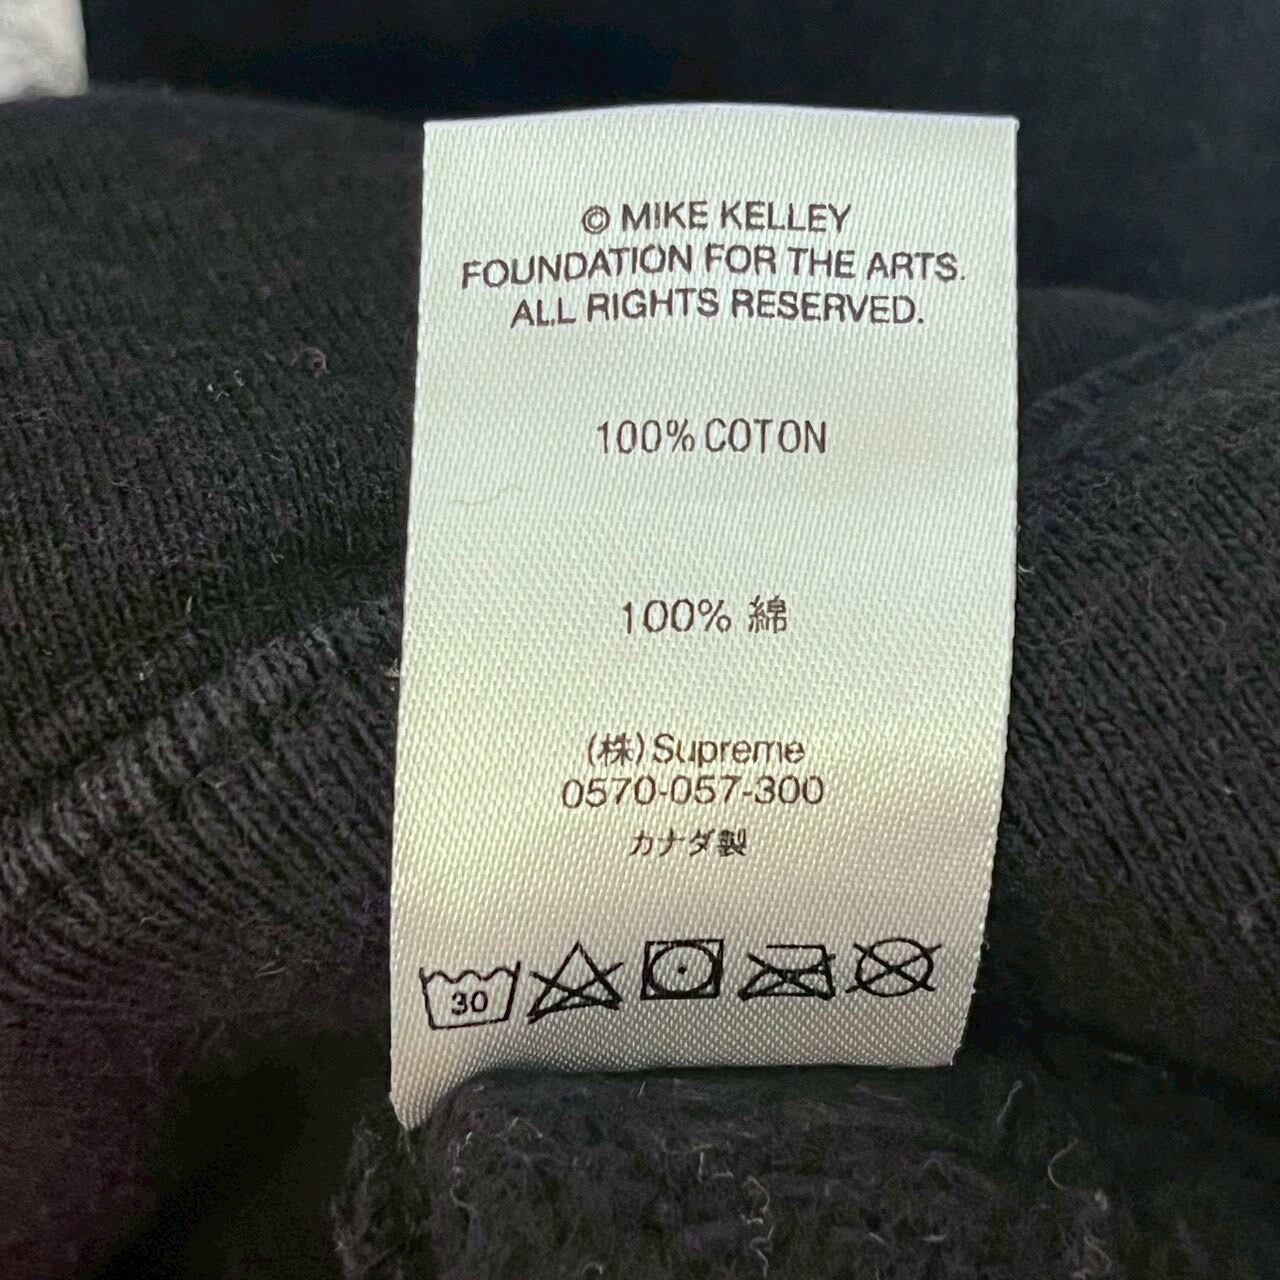 © MIKE KELLEY
FOUNDATION FOR THE ARTS.
ALL RIGHTS RESERVED.
100% COTON
100% 綿
(株)Supreme
0570-057-300
カナダ製
30